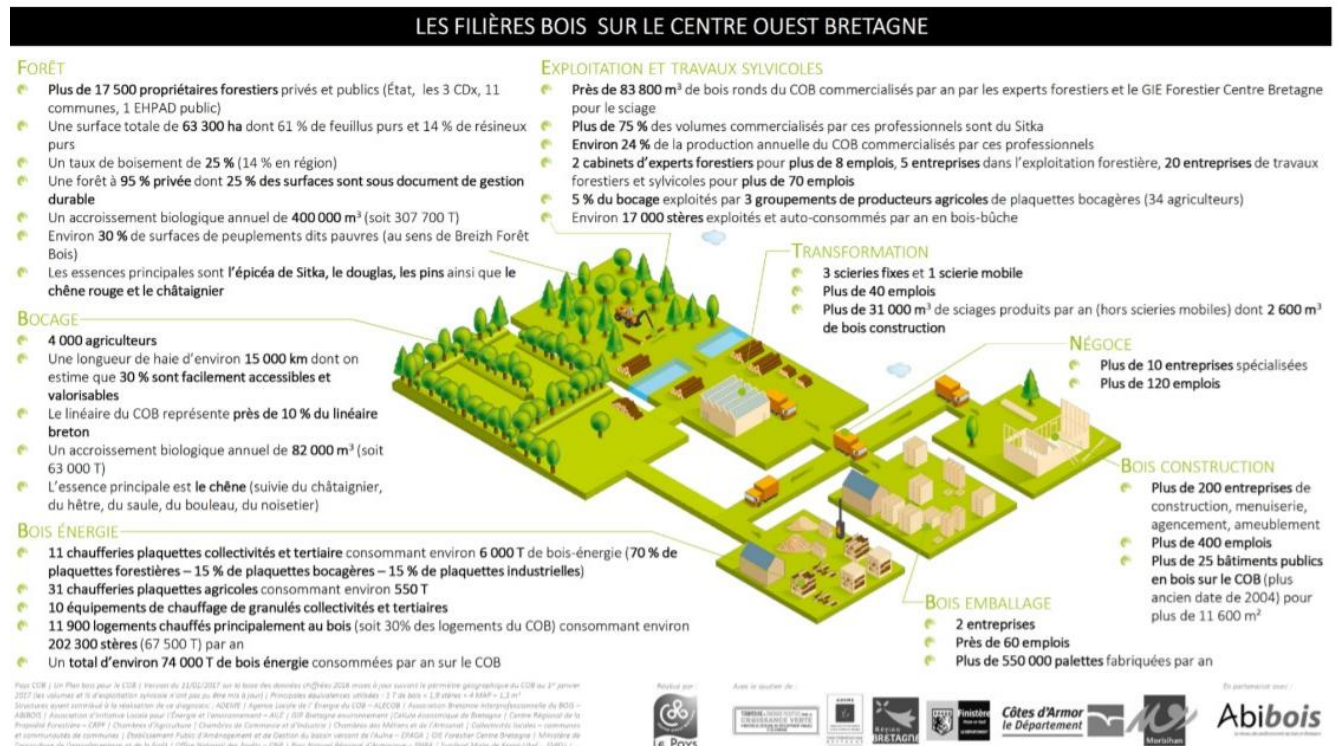 LES FILIÈRES BOIS SUR LE CENTRE OUEST BRETAGNE
FORÊT
Plus de 17 500 propriétaires forestiers privés et publics (État, les 3 CDx, 11
communes, 1 EHPAD public)
Une surface totale de 63 300 ha dont 61 % de feuillus purs et 14 % de résineux
purs
Un taux de boisement de 25 % (14 % en région)
Une forêt à 95 % privée dont 25 % des surfaces sont sous document de gestion
durable
Un accroissement biologique annuel de 400 000 m³ (soit 307 700 T)
Environ 30 % de surfaces de peuplements dits pauvres (au sens de Breizh Forêt
Bois)
Les essences principales sont l'épicéa de Sitka, le douglas, les pins ainsi que le
chêne rouge et le châtaignier
EXPLOITATION ET TRAVAUX SYLVICOLES
Près de 83 800 m³ de bois ronds du COB commercialisés par an par les experts forestiers et le GIE Forestier Centre Bretagne
pour le sciage
Plus de 75 % des volumes commercialisés par ces professionnels sont du Sitka
Environ 24 % de la production annuelle du COB commercialisés par ces professionnels
2 cabinets d'experts forestiers pour plus de 8 emplois, 5 entreprises dans l'exploitation forestière, 20 entreprises de travaux
forestiers et sylvicoles pour plus de 70 emplois
5 % du bocage exploités par 3 groupements de producteurs agricoles de plaquettes bocagères (34 agriculteurs)
Environ 17 000 stères exploités et auto-consommés par an en bois-bûche
TRANSFORMATION
3 scieries fixes et 1 scierie mobile
Plus de 40 emplois
Plus de 31 000 m³ de sciages produits par an (hors scieries mobiles) dont 2 600 m³
de bois construction
BOCAGE
4 000 agriculteurs
Une longueur de haie d'environ 15 000 km dont on
estime que 30 % sont facilement accessibles et
valorisables
Le linéaire du COB représente près de 10 % du linéaire
breton
Un accroissement biologique annuel de 82 000 m³ (soit
63 000 T)
L'essence principale est le chêne (suivie du châtaignier,
du hêtre, du saule, du bouleau, du noisetier)
NÉGOCE
Plus de 10 entreprises spécialisées
Plus de 120 emplois
BOIS CONSTRUCTION
Plus de 200 entreprises de
construction, menuiserie,
agencement, ameublement
Plus de 400 emplois
Plus de 25 bâtiments publics
en bois sur le COB (plus
ancien date de 2004) pour
plus de 11 600 m²
BOIS ÉNERGIE
11 chaufferies plaquettes collectivités et tertiaire consommant environ 6 000 T de bois-énergie (70 % de
plaquettes forestières – 15 % de plaquettes bocagères – 15 % de plaquettes industrielles)
31 chaufferies plaquettes agricoles consommant environ 550 T
10 équipements de chauffage de granulés collectivités et tertiaires
11 900 logements chauffés principalement au bois (soit 30% des logements du COB) consommant environ
202 300 stères (67 500 T) par an
Un total d'environ 74 000 T de bois énergie consommées par an sur le COB
BOIS EMBALLAGE
2 entreprises
Près de 60 emplois
Plus de 550 000 palettes fabriquées par an
Réalisé par :
Avec le soutien de :
En partenariat avec :
Le Pays
CROISSANCE VERTE
ADEME
RÉGION
BRETAGNE
Finistère
Côtes d'Armor
le Département
Morbihan
Abibois